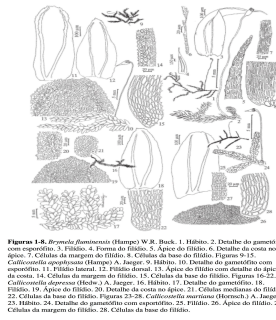 Figuras 1-8. Brymela fluminensis (Hampe) W.R. Buck. 1. Hábito. 2. Detalhe do gametó
com esporófito. 3. Filídio. 4. Forma do filídio. 5. Ápice do filídio. 6. Detalhe da costa no
ápice. 7. Células da margem do filídio. 8. Células da base do filídio. Figuras 9-15.
Callicostella apophysata (Hampe) A. Jaeger. 9. Hábito. 10. Detalhe do gametófito com
esporófito. 11. Filídio lateral. 12. Filídio dorsal. 13. Ápice do filídio com detalhe do ápic
da costa. 14. Células da margem do filídio. 15. Células da base do filídio. Figuras 16-22.
Callicostella depressa (Hedw.) A. Jaeger. 16. Hábito. 17. Detalhe do gametófito. 18.
Filídio. 19. Ápice do filídio. 20. Detalhe da costa no ápice. 21. Células medianas do filíd
22. Células da base do filídio. Figuras 23-28. Callicostella martiana (Hornsch.) A. Jaege
23. Hábito. 24. Detalhe do gametófito com esporófito. 25. Filídio. 26. Ápice do filídio.
Células da margem do filídio. 28. Células da base do filídio.